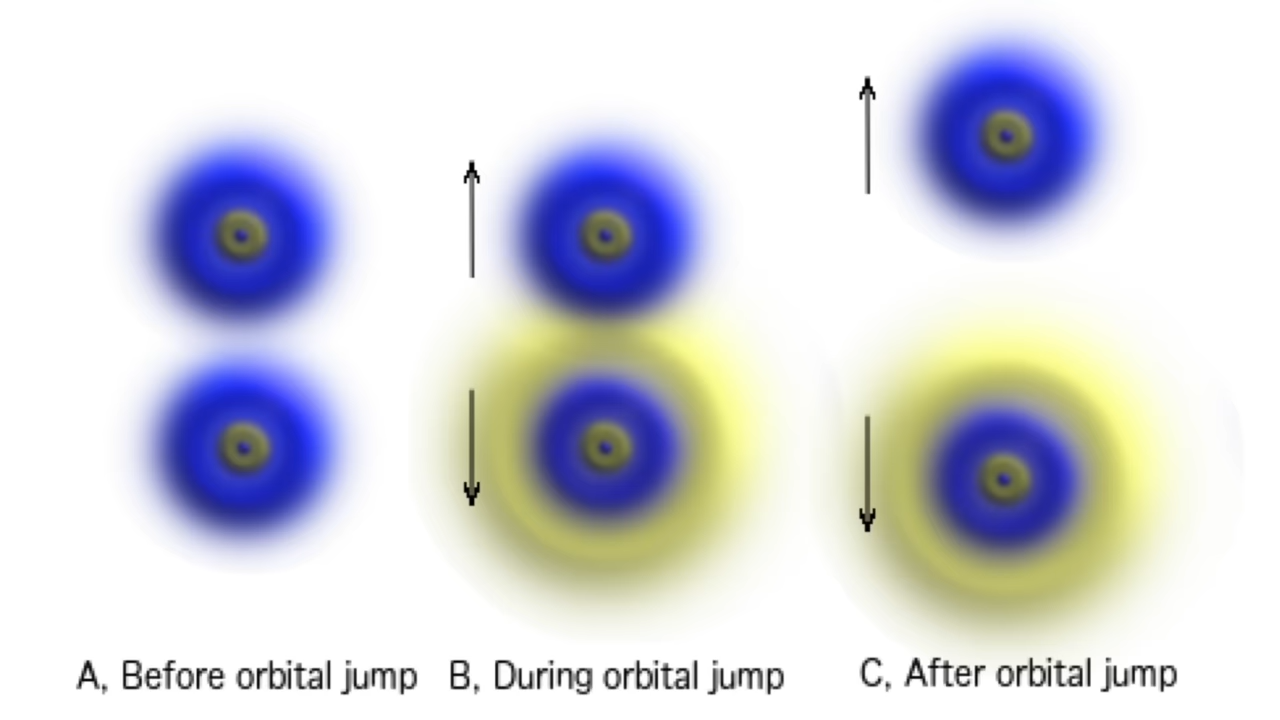 A, Before orbital jump
B, During orbital jump
C, After orbital jump